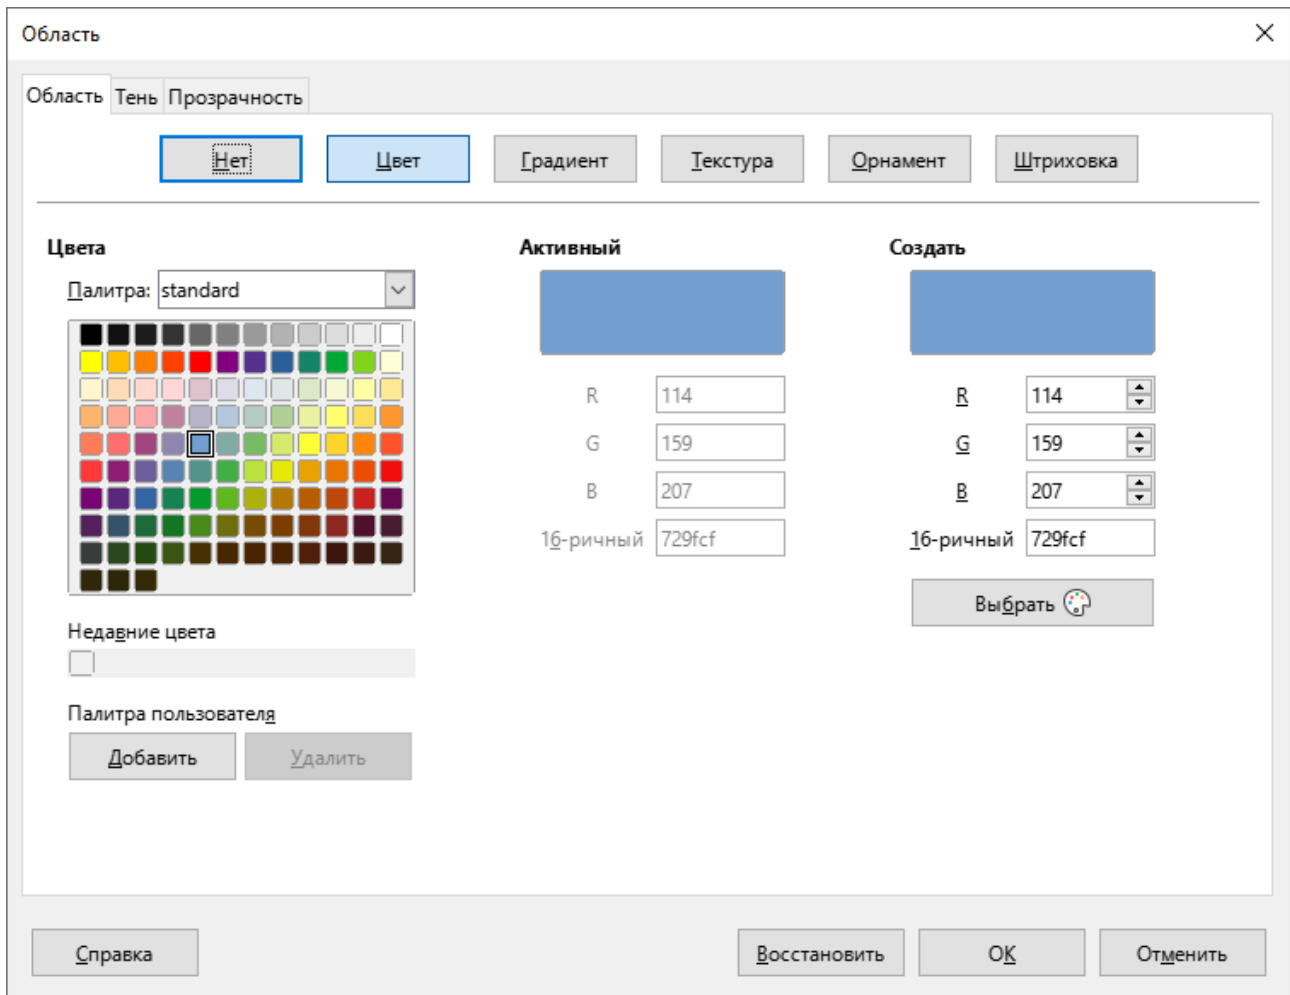 Область
Область Тень Прозрачность
Нет Цвет Градиент Текстура Орнамент Штриховка
Цвета Активный Создать
Палитра: standard
R 114 R 114
G 159 G 159
B 207 B 207
16-ричный 729fcf 16-ричный 729fcf
Выбрать
Недавние цвета
Палитра пользователя
Добавить Удалить
Справка Восстановить OK Отменить